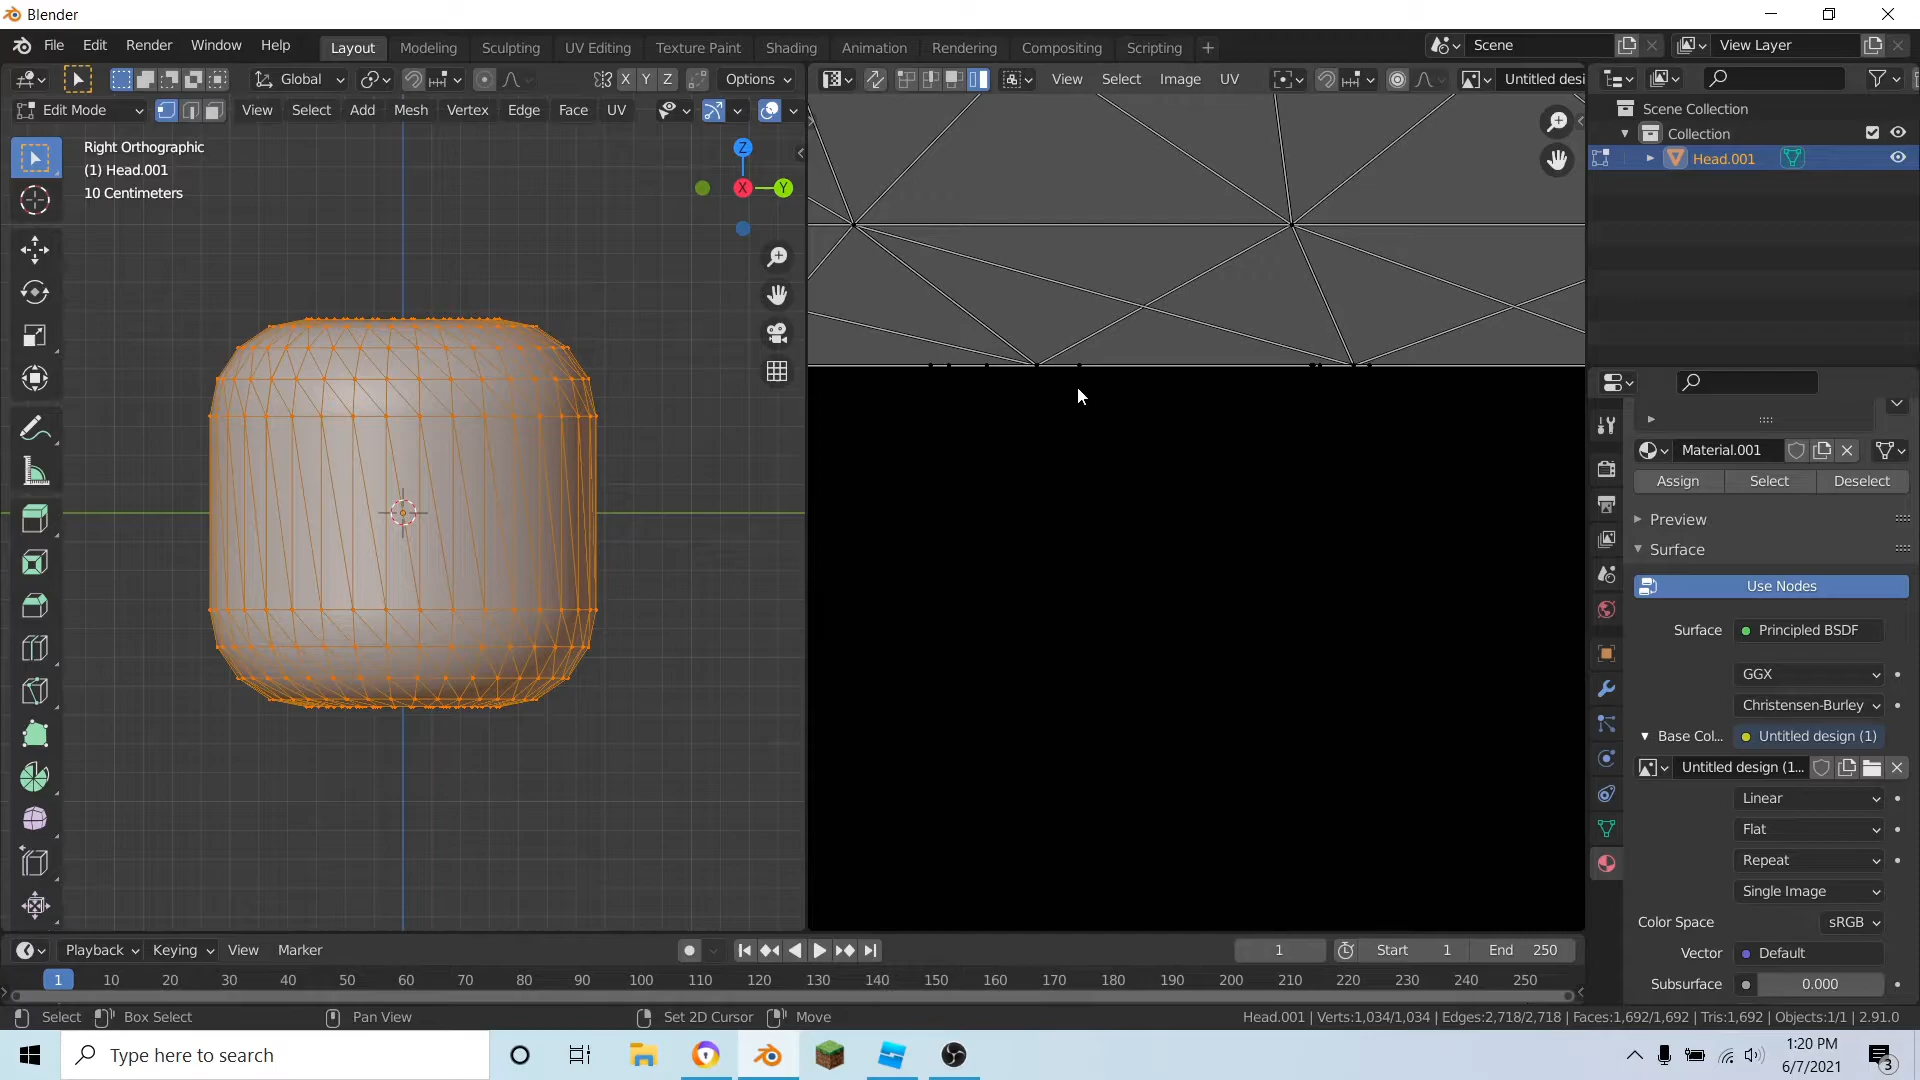 Blender
File Edit Render Window Help Layout Modeling Sculpting UV Editing Texture Paint Shading Animation Rendering Compositing Scripting + Scene View Layer
Global X Y Z Options View Select Image UV Untitled desi
Edit Mode View Select Add Mesh Vertex Edge Face UV
Scene Collection
Collection
Head.001
Right Orthographic
(1) Head.001
10 Centimeters
Z
X
Y
Material.001
Assign Select Deselect
Preview
Surface
Use Nodes
Surface Principled BSDF
GGX
Christensen-Burley
Base Col... Untitled design (1)
Untitled design (1...
Linear
Flat
Repeat
Single Image
Color Space sRGB
Vector Default
Subsurface 0.000
Playback Keying View Marker 1 Start 1 End 250
1 10 20 30 40 50 60 70 80 90 100 110 120 130 140 150 160 170 180 190 200 210 220 230 240 250
Select Box Select Pan View Set 2D Cursor Move Head.001 | Verts:1,034/1,034 | Edges:2,718/2,718 | Faces:1,692/1,692 | Tris:1,692 | Objects:1/1 | 2.91.0
Type here to search
1:20 PM
6/7/2021
3